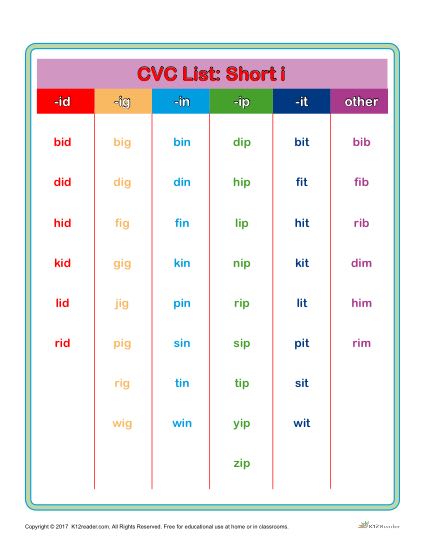 CVC List: Short i
-id -ig -in -ip -it other
bid big bin dip bit bib
did dig din hip fit fib
hid fig fin lip hit rib
kid gig kin nip kit dim
lid jig pin rip lit him
rid pig sin sip pit rim
rig tin tip sit
wig win yip wit
zip
Copyright © 2017 K12reader.com. All Rights Reserved. Free for educational use at home or in classrooms.
K12Reader